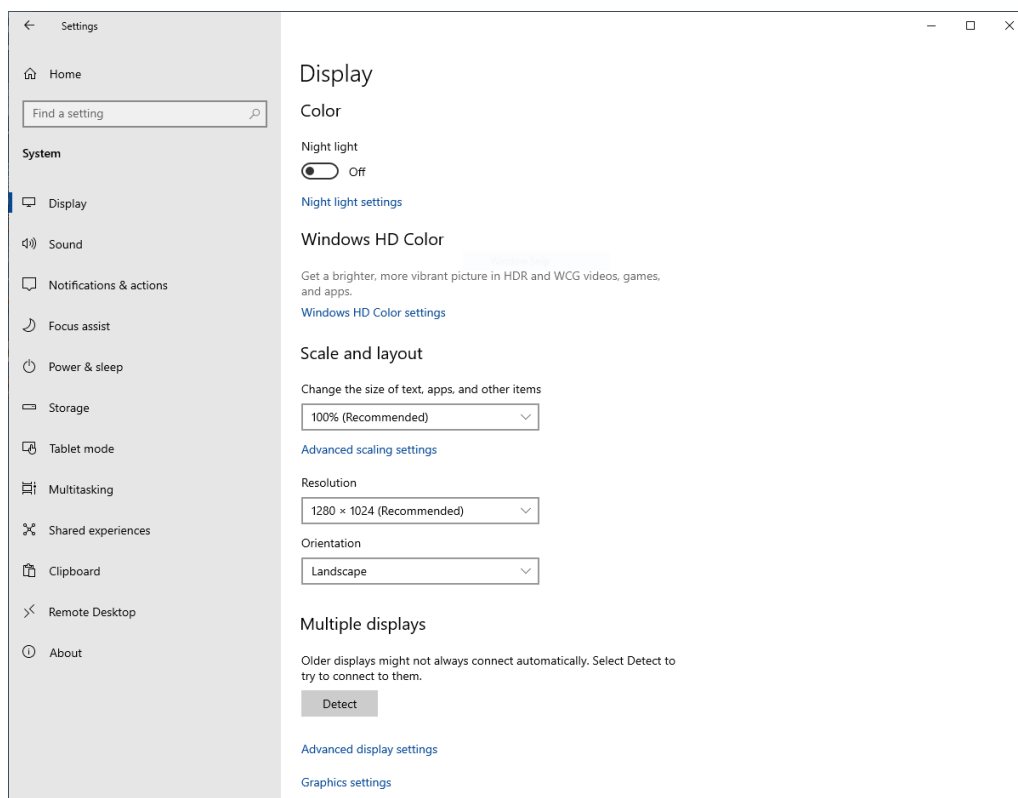 Settings
Home
Find a setting
System
Display
Sound
Notifications & actions
Focus assist
Power & sleep
Storage
Tablet mode
Multitasking
Shared experiences
Clipboard
Remote Desktop
About
Display
Color
Night light
Off
Night light settings
Windows HD Color
Get a brighter, more vibrant picture in HDR and WCG videos, games,
and apps.
Windows HD Color settings
Scale and layout
Change the size of text, apps, and other items
100% (Recommended)
Advanced scaling settings
Resolution
1280 × 1024 (Recommended)
Orientation
Landscape
Multiple displays
Older displays might not always connect automatically. Select Detect to
try to connect to them.
Detect
Advanced display settings
Graphics settings